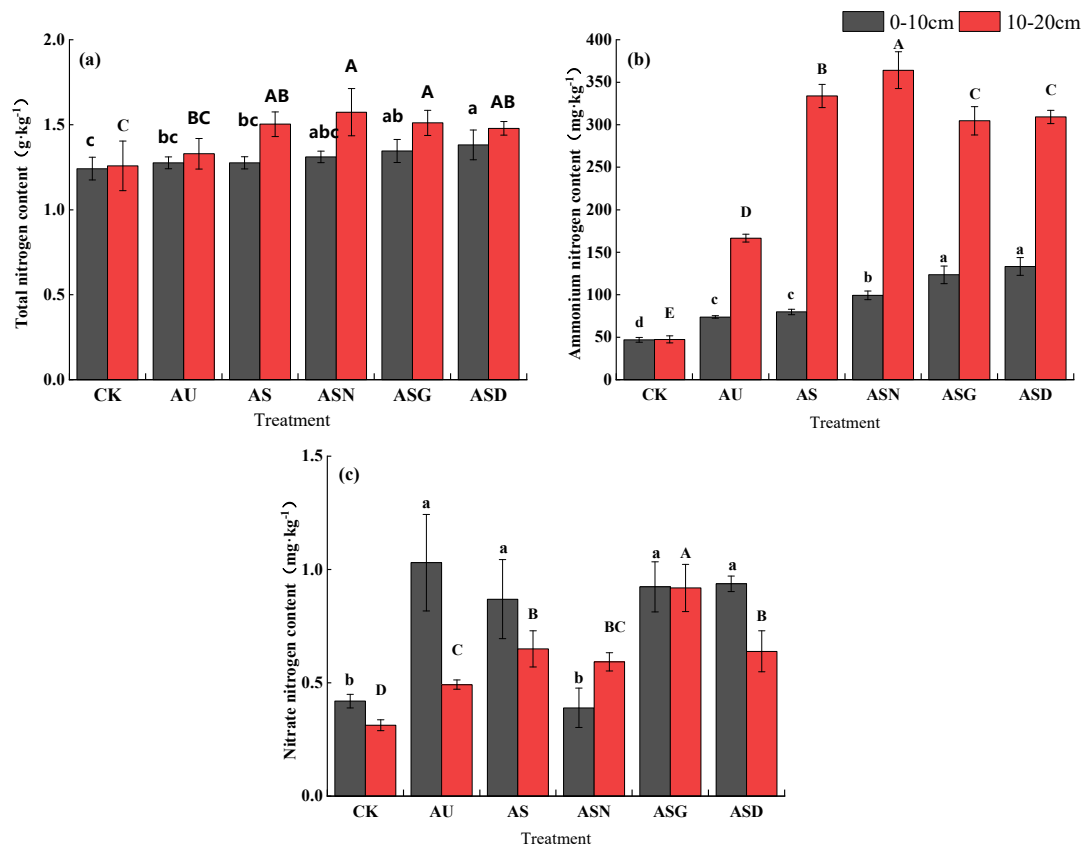 0-10cm 10-20cm
(a)
Total nitrogen content（g·kg⁻¹）
2.0
1.5
1.0
0.5
0.0
c C bc BC bc AB abc A ab A a AB
CK AU AS ASN ASG ASD
Treatment
(b)
Ammonium nitrogen content（mg·kg⁻¹）
400
350
300
250
200
150
100
50
0
d E c D c B b A a C a C
CK AU AS ASN ASG ASD
Treatment
(c)
Nitrate nitrogen content（mg·kg⁻¹）
1.5
1.0
0.5
0.0
b D a C a B b BC a A a B
CK AU AS ASN ASG ASD
Treatment